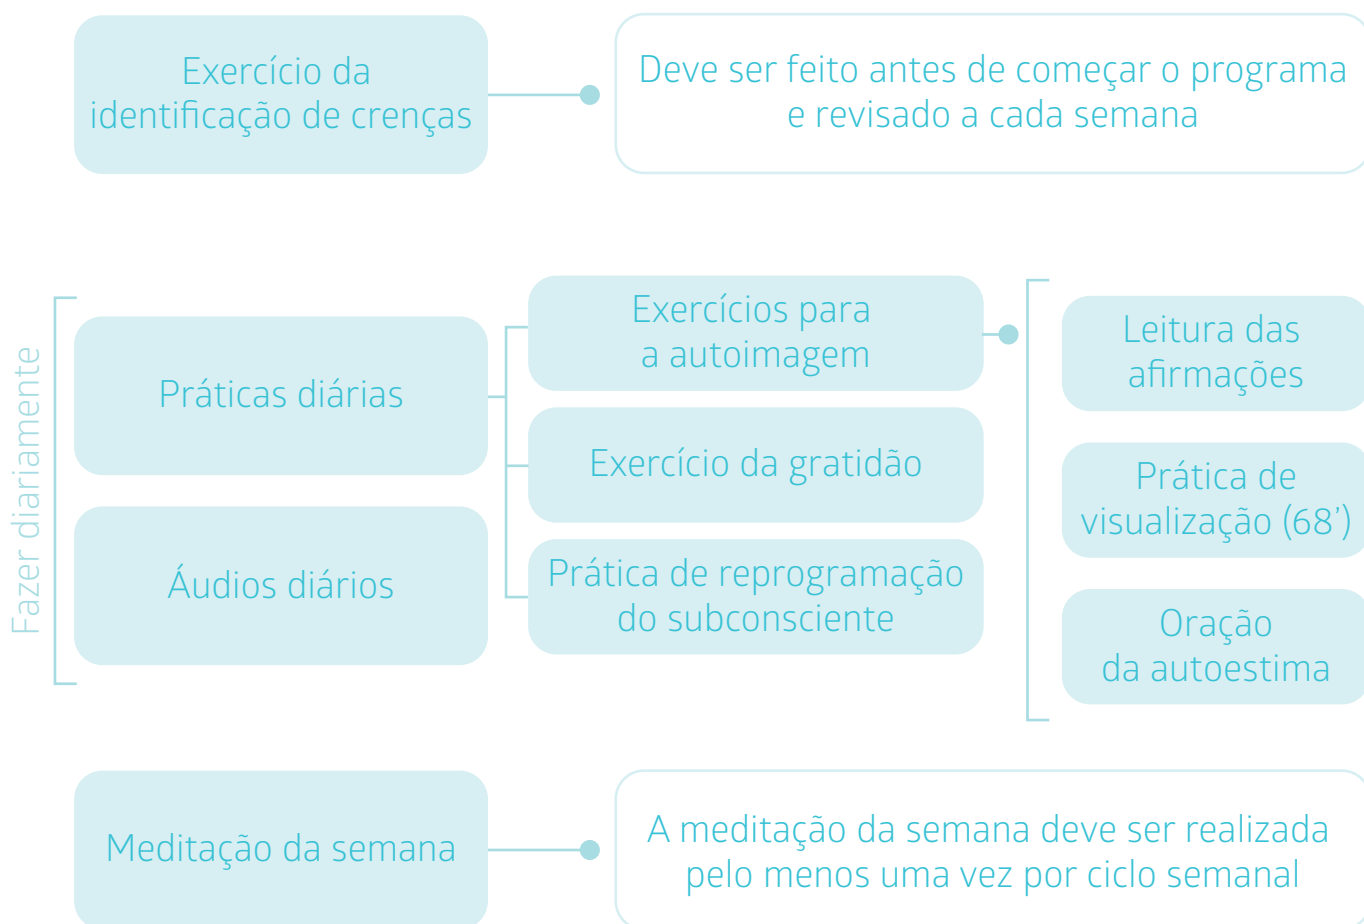 Exercício da
identificação de crenças
Deve ser feito antes de começar o programa
e revisado a cada semana
Fazer diariamente
Práticas diárias
Áudios diários
Exercícios para
a autoimagem
Exercício da gratidão
Prática de reprogramação
do subconsciente
Leitura das
afirmações
Prática de
visualização (68’)
Oração
da autoestima
Meditação da semana
A meditação da semana deve ser realizada
pelo menos uma vez por ciclo semanal